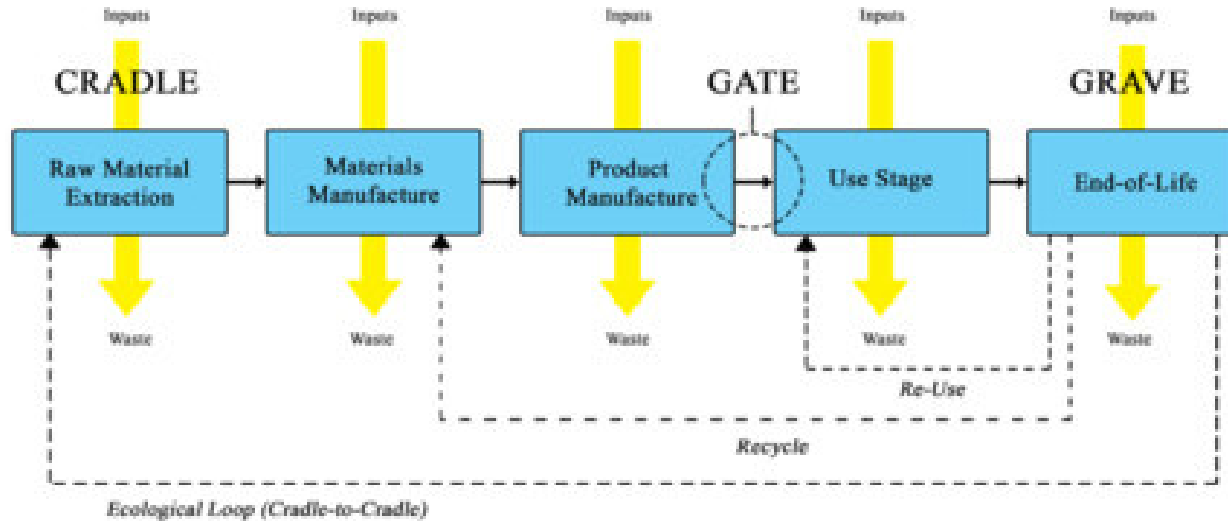 Inputs
Inputs
Inputs
Inputs
Inputs
CRADLE
GATE
GRAVE
Raw Material
Extraction
Materials
Manufacture
Product
Manufacture
Use Stage
End-of-Life
Waste
Waste
Waste
Waste
Waste
Re-Use
Recycle
Ecological Loop (Cradle-to-Cradle)